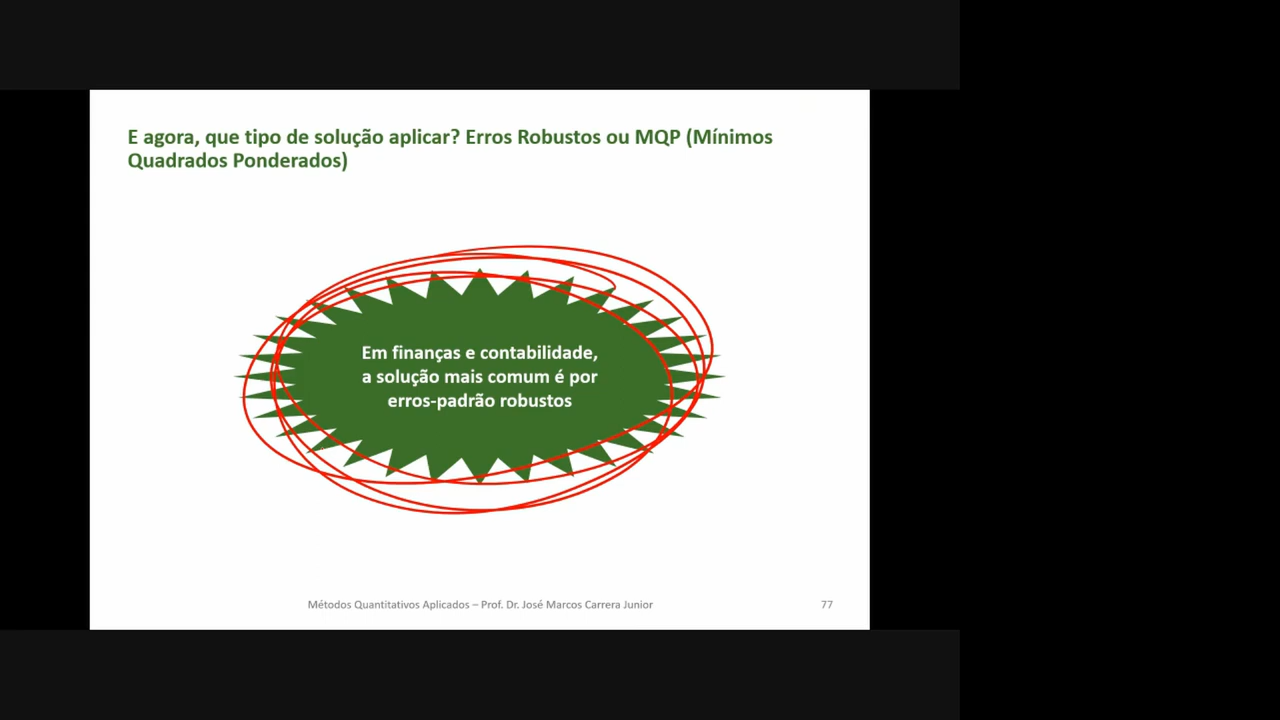 E agora, que tipo de solução aplicar? Erros Robustos ou MQP (Mínimos
Quadrados Ponderados)
Em finanças e contabilidade,
a solução mais comum é por
erros-padrão robustos
Métodos Quantitativos Aplicados – Prof. Dr. José Marcos Carrera Junior
77